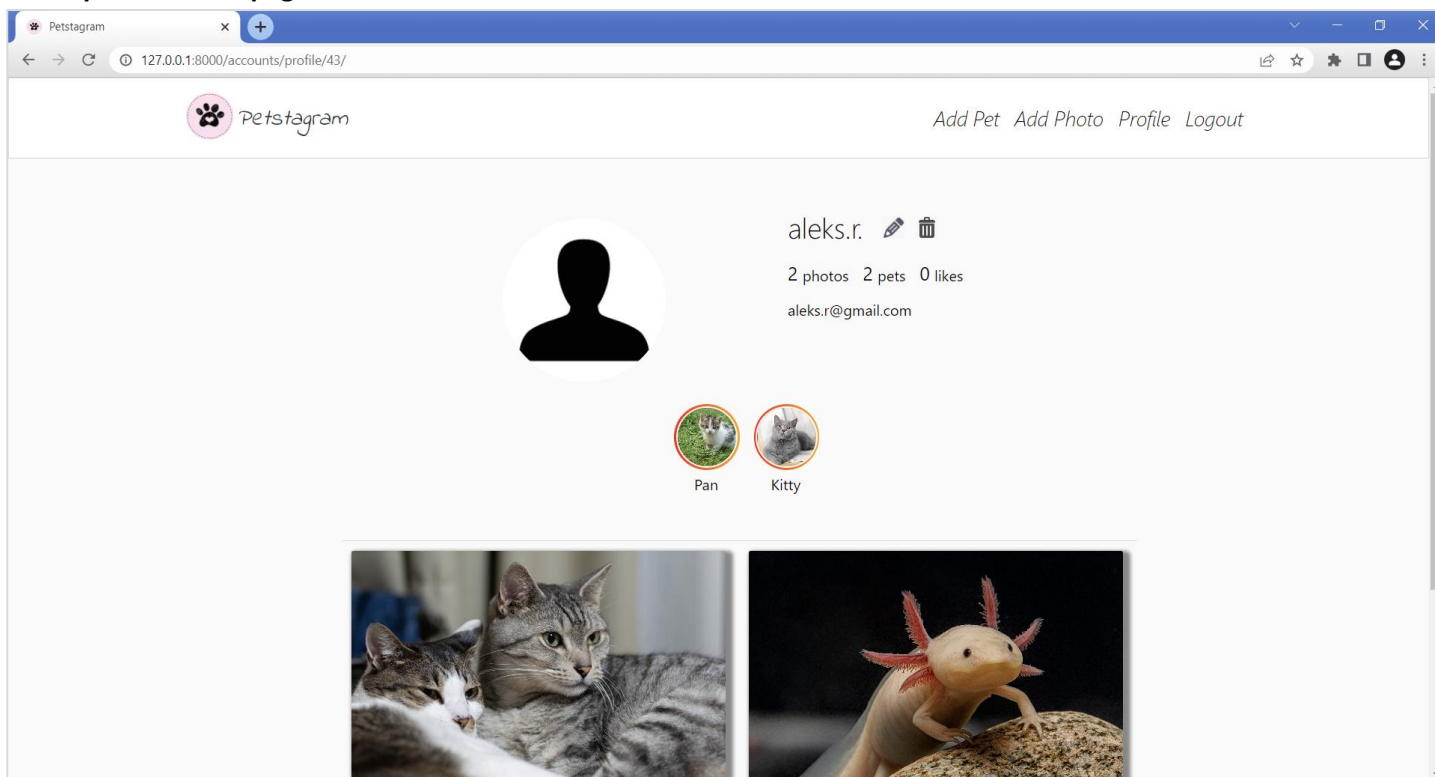 Petstagram
127.0.0.1:8000/accounts/profile/43/
Petstagram Add Pet Add Photo Profile Logout
aleks.r.
2 photos 2 pets 0 likes
aleks.r@gmail.com
Pan Kitty